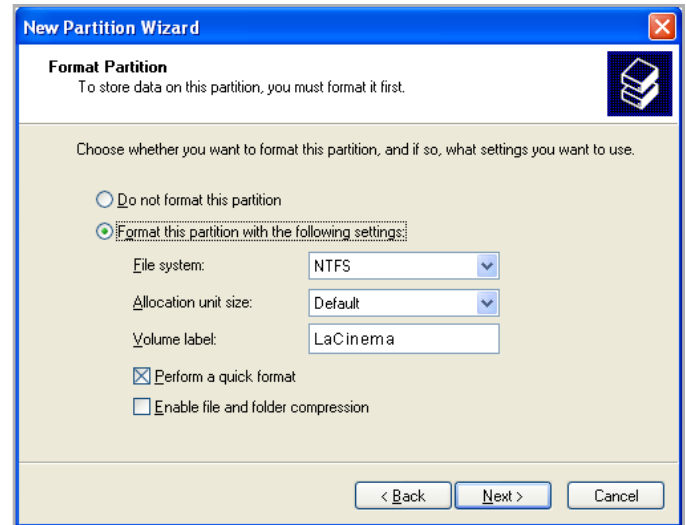 New Partition Wizard
Format Partition
To store data on this partition, you must format it first.
Choose whether you want to format this partition, and if so, what settings you want to use.
Do not format this partition
Format this partition with the following settings:
File system: NTFS
Allocation unit size: Default
Volume label: LaCinema
Perform a quick format
Enable file and folder compression
< Back Next > Cancel